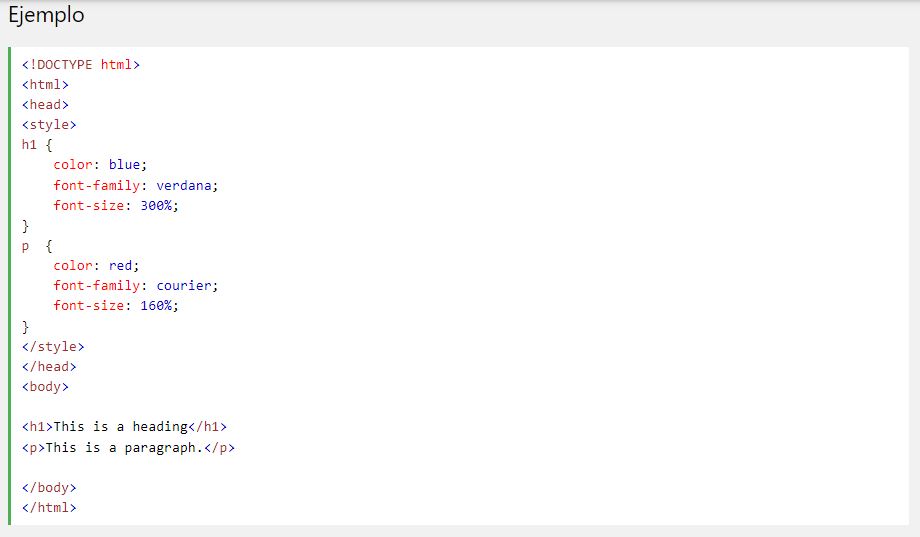 Ejemplo
<!DOCTYPE html>
<html>
<head>
<style>
h1 {
    color: blue;
    font-family: verdana;
    font-size: 300%;
}
p  {
    color: red;
    font-family: courier;
    font-size: 160%;
}
</style>
</head>
<body>

<h1>This is a heading</h1>
<p>This is a paragraph.</p>

</body>
</html>